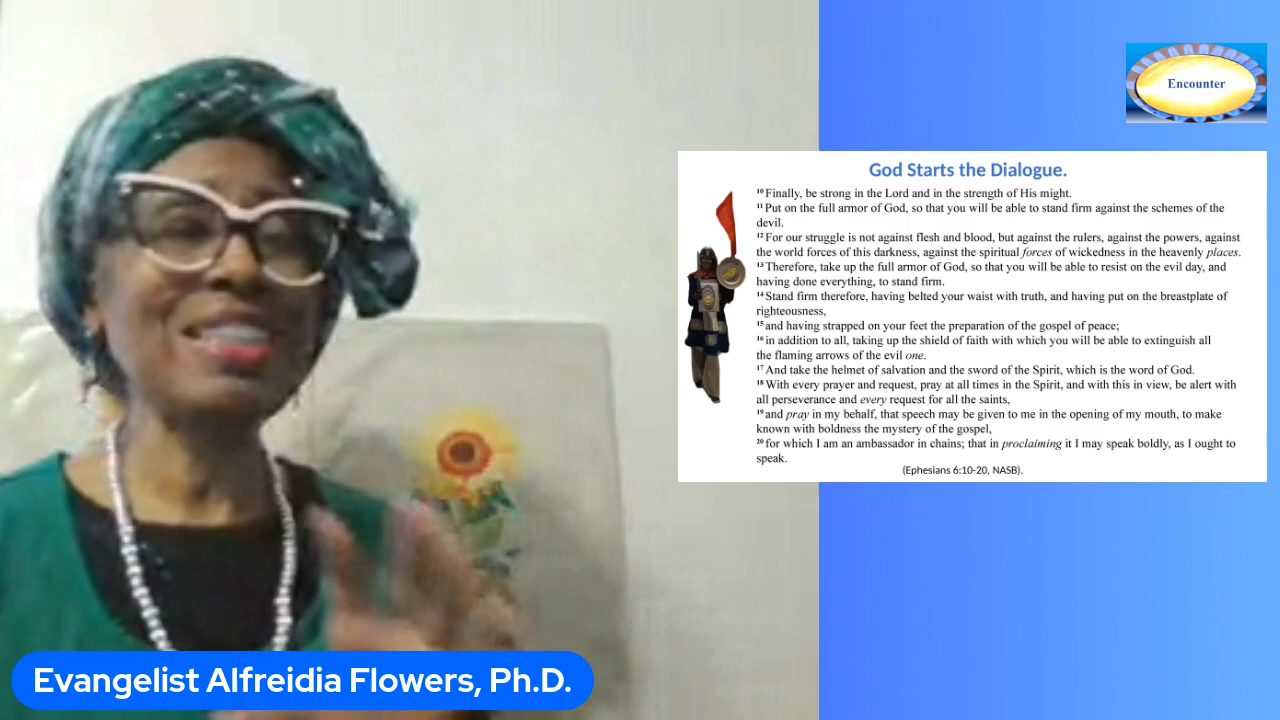 Encounter
God Starts the Dialogue.
¹⁰ Finally, be strong in the Lord and in the strength of His might.
¹¹ Put on the full armor of God, so that you will be able to stand firm against the schemes of the
devil.
¹² For our struggle is not against flesh and blood, but against the rulers, against the powers, against
the world forces of this darkness, against the spiritual forces of wickedness in the heavenly places.
¹³ Therefore, take up the full armor of God, so that you will be able to resist on the evil day, and
having done everything, to stand firm.
¹⁴ Stand firm therefore, having belted your waist with truth, and having put on the breastplate of
righteousness,
¹⁵ and having strapped on your feet the preparation of the gospel of peace;
¹⁶ in addition to all, taking up the shield of faith with which you will be able to extinguish all
the flaming arrows of the evil one.
¹⁷ And take the helmet of salvation and the sword of the Spirit, which is the word of God.
¹⁸ With every prayer and request, pray at all times in the Spirit, and with this in view, be alert with
all perseverance and every request for all the saints,
¹⁹ and pray in my behalf, that speech may be given to me in the opening of my mouth, to make
known with boldness the mystery of the gospel,
²⁰ for which I am an ambassador in chains; that in proclaiming it I may speak boldly, as I ought to
speak.
(Ephesians 6:10-20, NASB).
Evangelist Alfreidia Flowers, Ph.D.